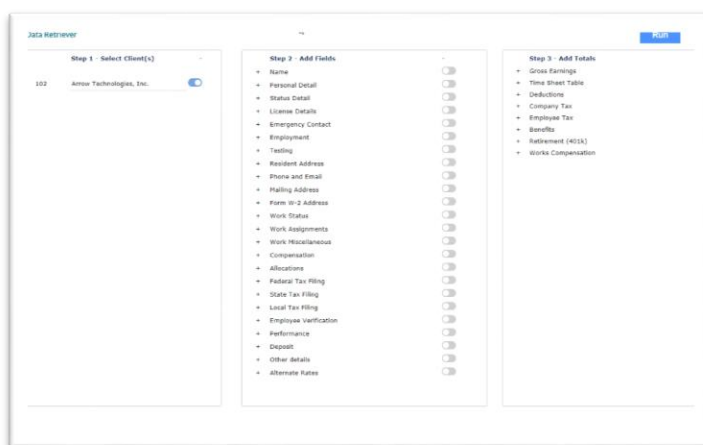 Data Retriever
Run
Step 1 - Select Client(s)
102 Arrow Technologies, Inc.
Step 2 - Add Fields
+ Name
+ Personal Detail
+ Status Detail
+ License Details
+ Emergency Contact
+ Employment
+ Testing
+ Resident Address
+ Phone and Email
+ Mailing Address
+ Form W-2 Address
+ Work Status
+ Work Assignments
+ Work Miscellaneous
+ Compensation
+ Allocations
+ Federal Tax Filing
+ State Tax Filing
+ Local Tax Filing
+ Employee Verification
+ Performance
+ Deposit
+ Other details
+ Alternate Rates
Step 3 - Add Totals
+ Gross Earnings
+ Time Sheet Table
+ Deductions
+ Company Tax
+ Employee Tax
+ Benefits
+ Retirement (401k)
+ Works Compensation